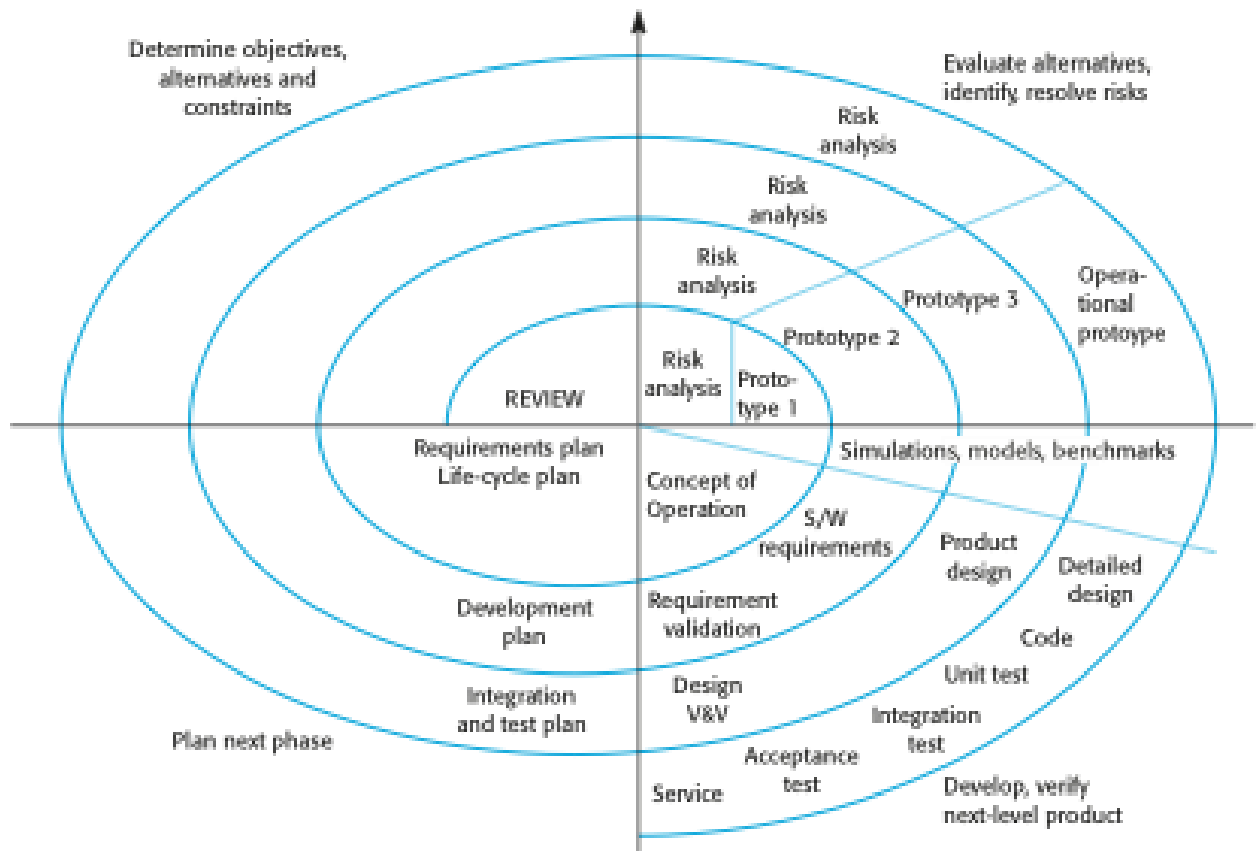 Determine objectives,
alternatives and
constraints
Evaluate alternatives,
identify, resolve risks
Risk
analysis
Risk
analysis
Risk
analysis
Risk
analysis
Proto-
type 1
Prototype 2
Prototype 3
Opera-
tional
protoype
REVIEW
Requirements plan
Life-cycle plan
Simulations, models, benchmarks
Concept of
Operation
S/W
requirements
Product
design
Detailed
design
Development
plan
Requirement
validation
Code
Unit test
Integration
and test plan
Design
V&V
Integration
test
Plan next phase
Acceptance
test
Service
Develop, verify
next-level product